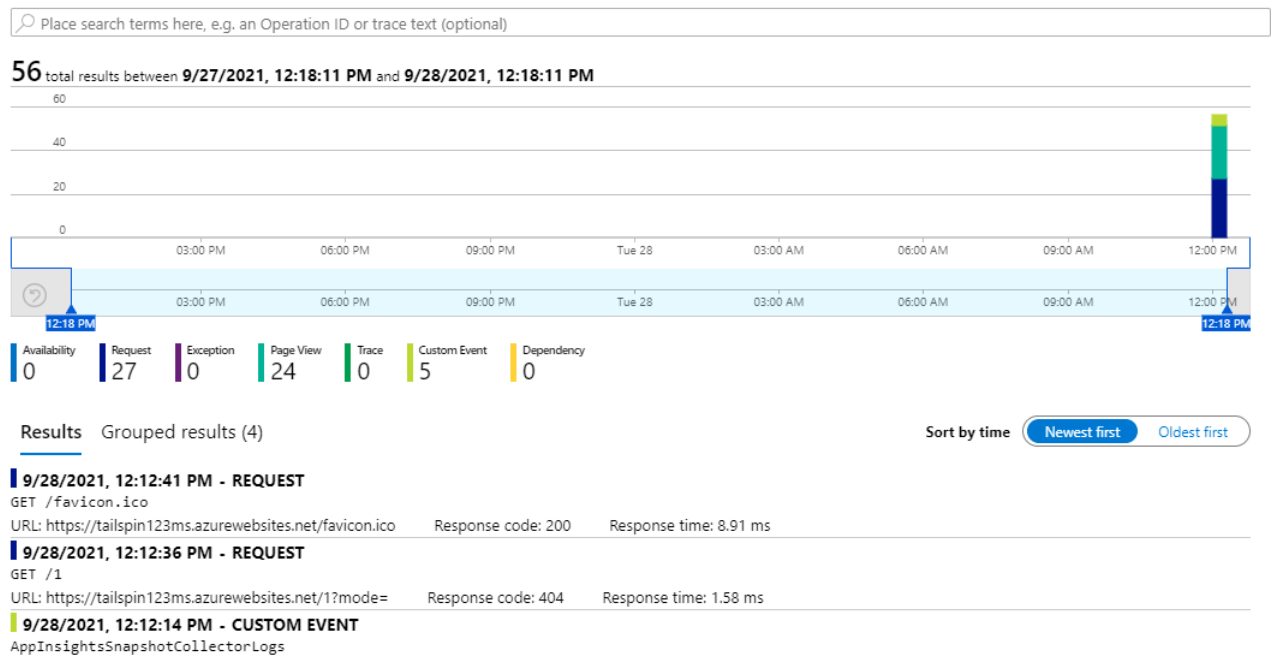 Place search terms here, e.g. an Operation ID or trace text (optional)
56 total results between 9/27/2021, 12:18:11 PM and 9/28/2021, 12:18:11 PM
60
40
20
0
03:00 PM 06:00 PM 09:00 PM Tue 28 03:00 AM 06:00 AM 09:00 AM 12:00 PM
03:00 PM 06:00 PM 09:00 PM Tue 28 03:00 AM 06:00 AM 09:00 AM 12:00 PM
12:18 PM 12:18 PM
Availability Request Exception Page View Trace Custom Event Dependency
0 27 0 24 0 5 0
Results Grouped results (4) Sort by time Newest first Oldest first
9/28/2021, 12:12:41 PM - REQUEST
GET /favicon.ico
URL: https://tailspin123ms.azurewebsites.net/favicon.ico Response code: 200 Response time: 8.91 ms
9/28/2021, 12:12:36 PM - REQUEST
GET /1
URL: https://tailspin123ms.azurewebsites.net/1?mode= Response code: 404 Response time: 1.58 ms
9/28/2021, 12:12:14 PM - CUSTOM EVENT
AppInsightsSnapshotCollectorLogs